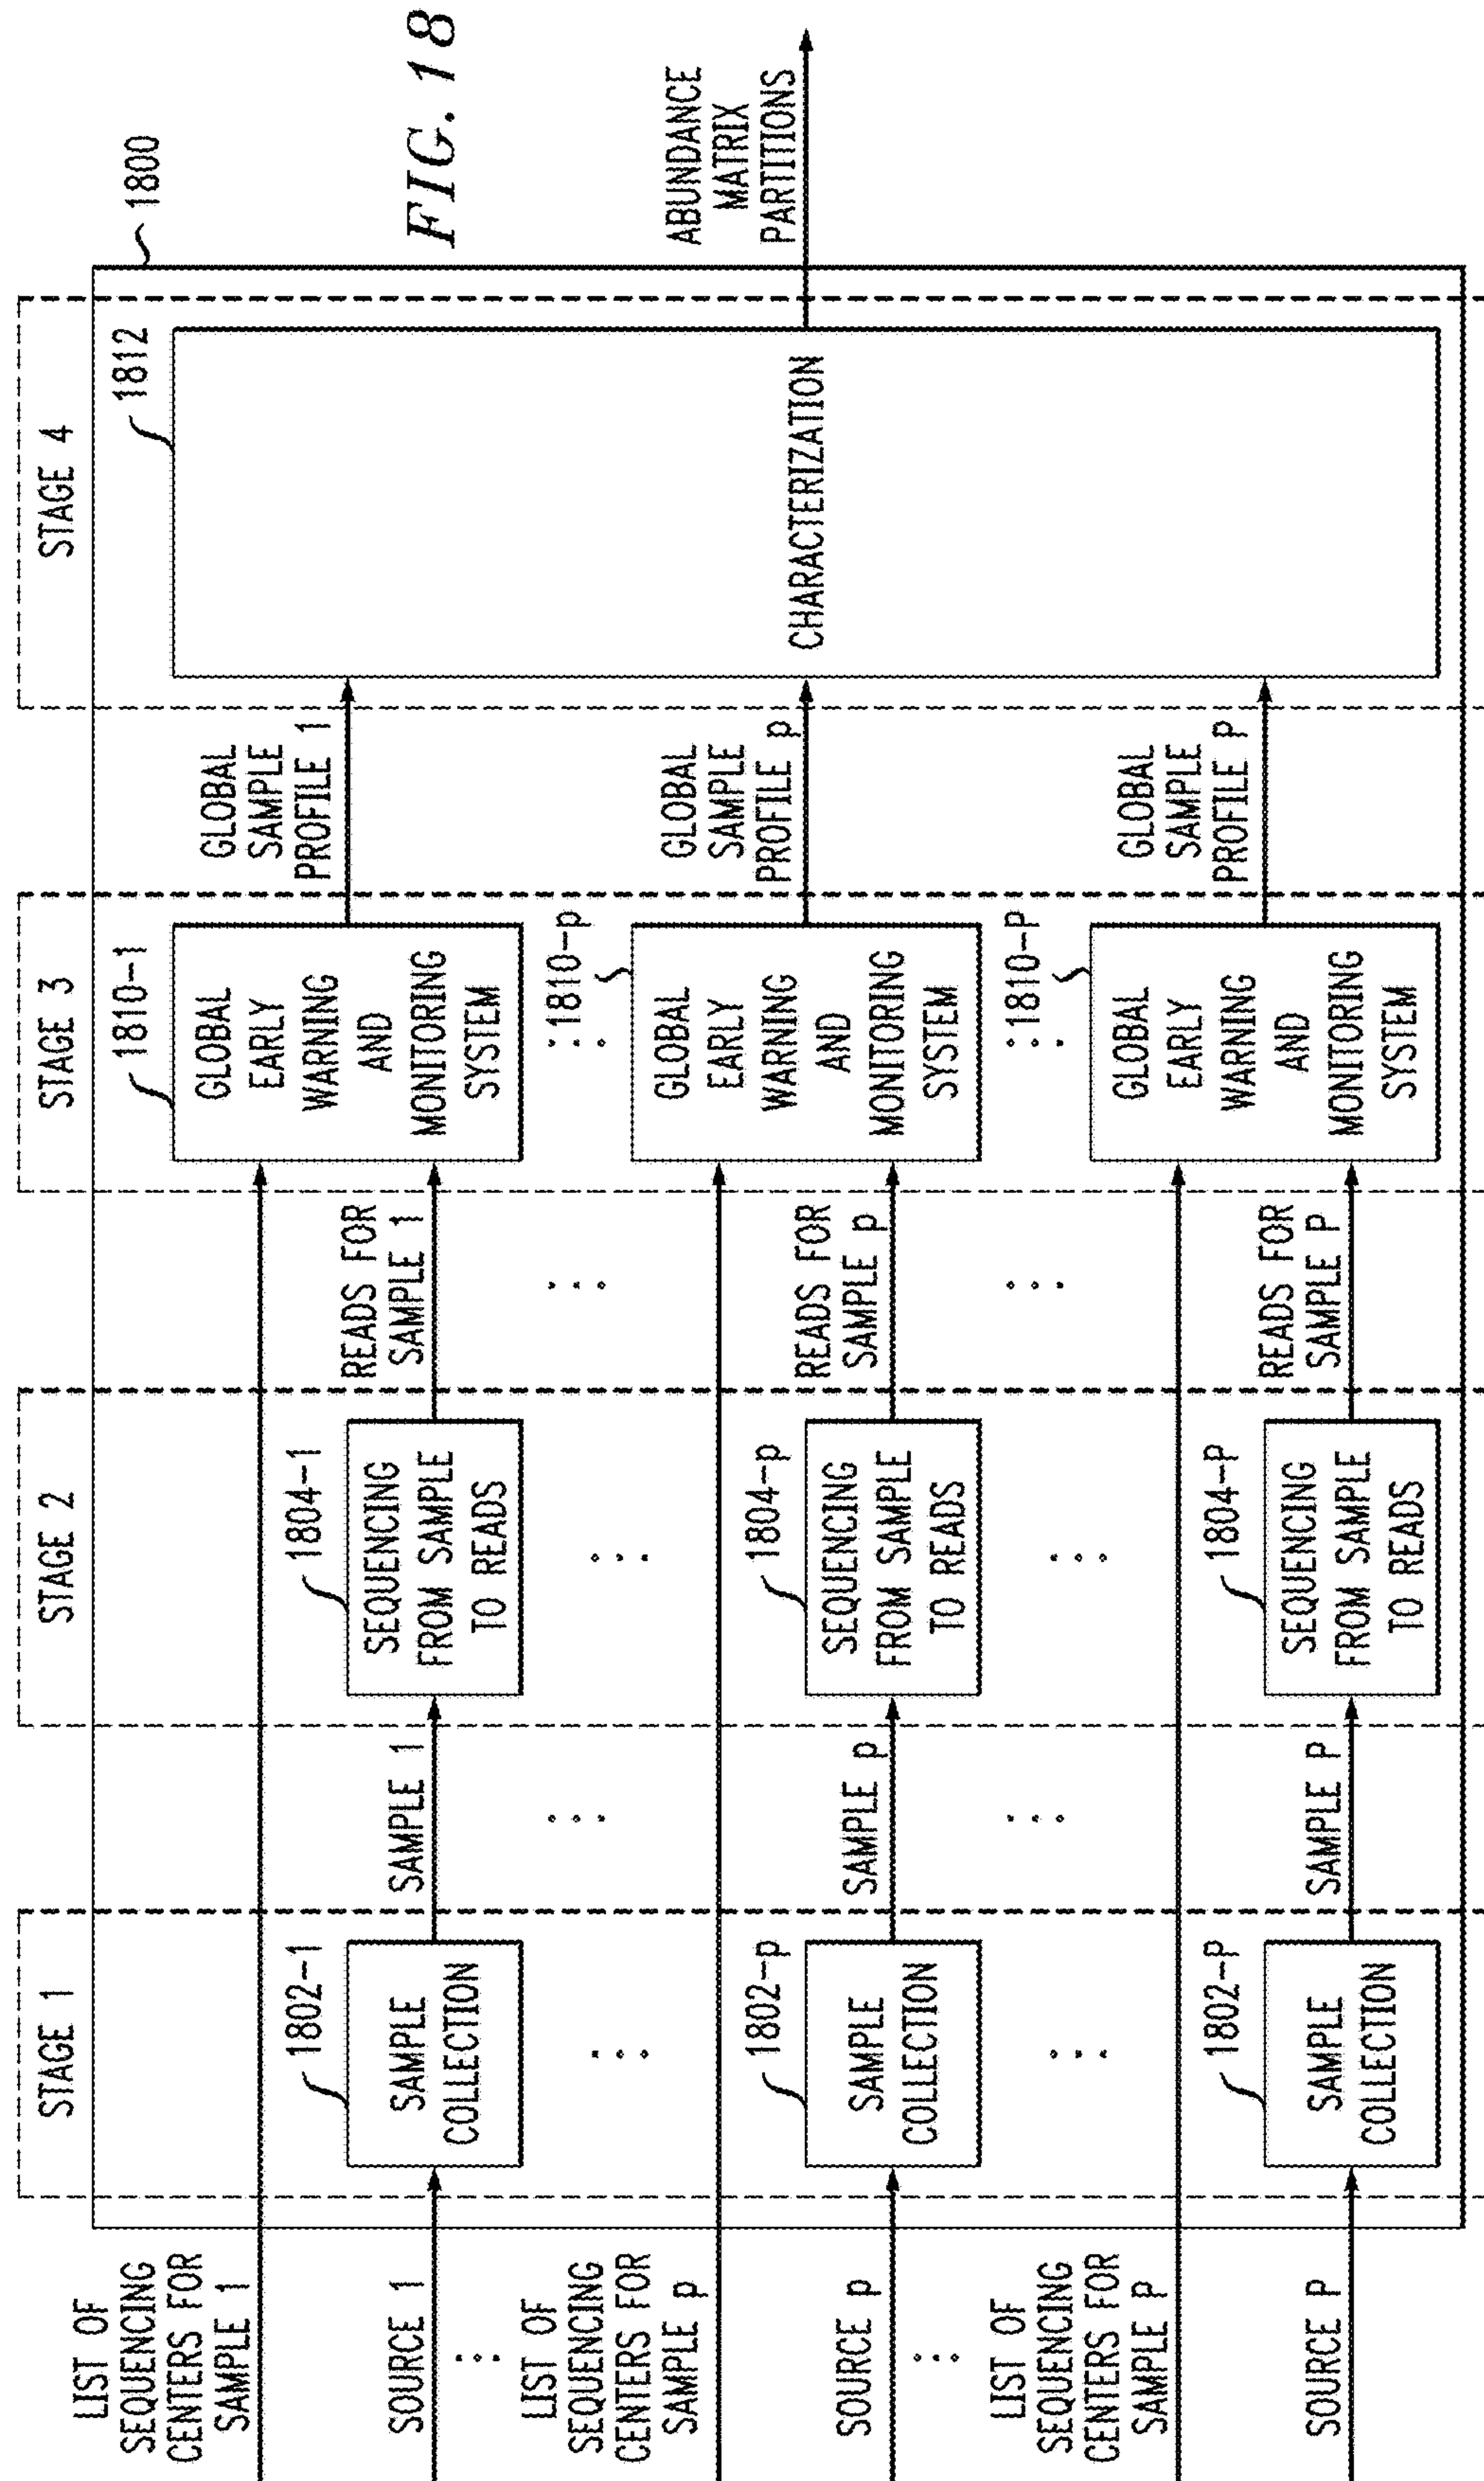 STAGE 1
STAGE 2
STAGE 3
STAGE 4
1800
FIG. 18
LIST OF
SEQUENCING
CENTERS FOR
SAMPLE 1
SOURCE 1
1802-1
SAMPLE
COLLECTION
SAMPLE 1
1804-1
SEQUENCING
FROM SAMPLE
TO READS
READS FOR
SAMPLE 1
1810-1
GLOBAL
EARLY
WARNING
AND
MONITORING
SYSTEM
GLOBAL
SAMPLE
PROFILE 1
1812
CHARACTERIZATION
ABUNDANCE
MATRIX
PARTITIONS
LIST OF
SEQUENCING
CENTERS FOR
SAMPLE p
SOURCE p
1802-p
SAMPLE
COLLECTION
SAMPLE p
1804-p
SEQUENCING
FROM SAMPLE
TO READS
READS FOR
SAMPLE p
1810-p
GLOBAL
EARLY
WARNING
AND
MONITORING
SYSTEM
GLOBAL
SAMPLE
PROFILE p
LIST OF
SEQUENCING
CENTERS FOR
SAMPLE P
SOURCE P
1802-P
SAMPLE
COLLECTION
SAMPLE P
1804-P
SEQUENCING
FROM SAMPLE
TO READS
READS FOR
SAMPLE P
1810-P
GLOBAL
EARLY
WARNING
AND
MONITORING
SYSTEM
GLOBAL
SAMPLE
PROFILE P